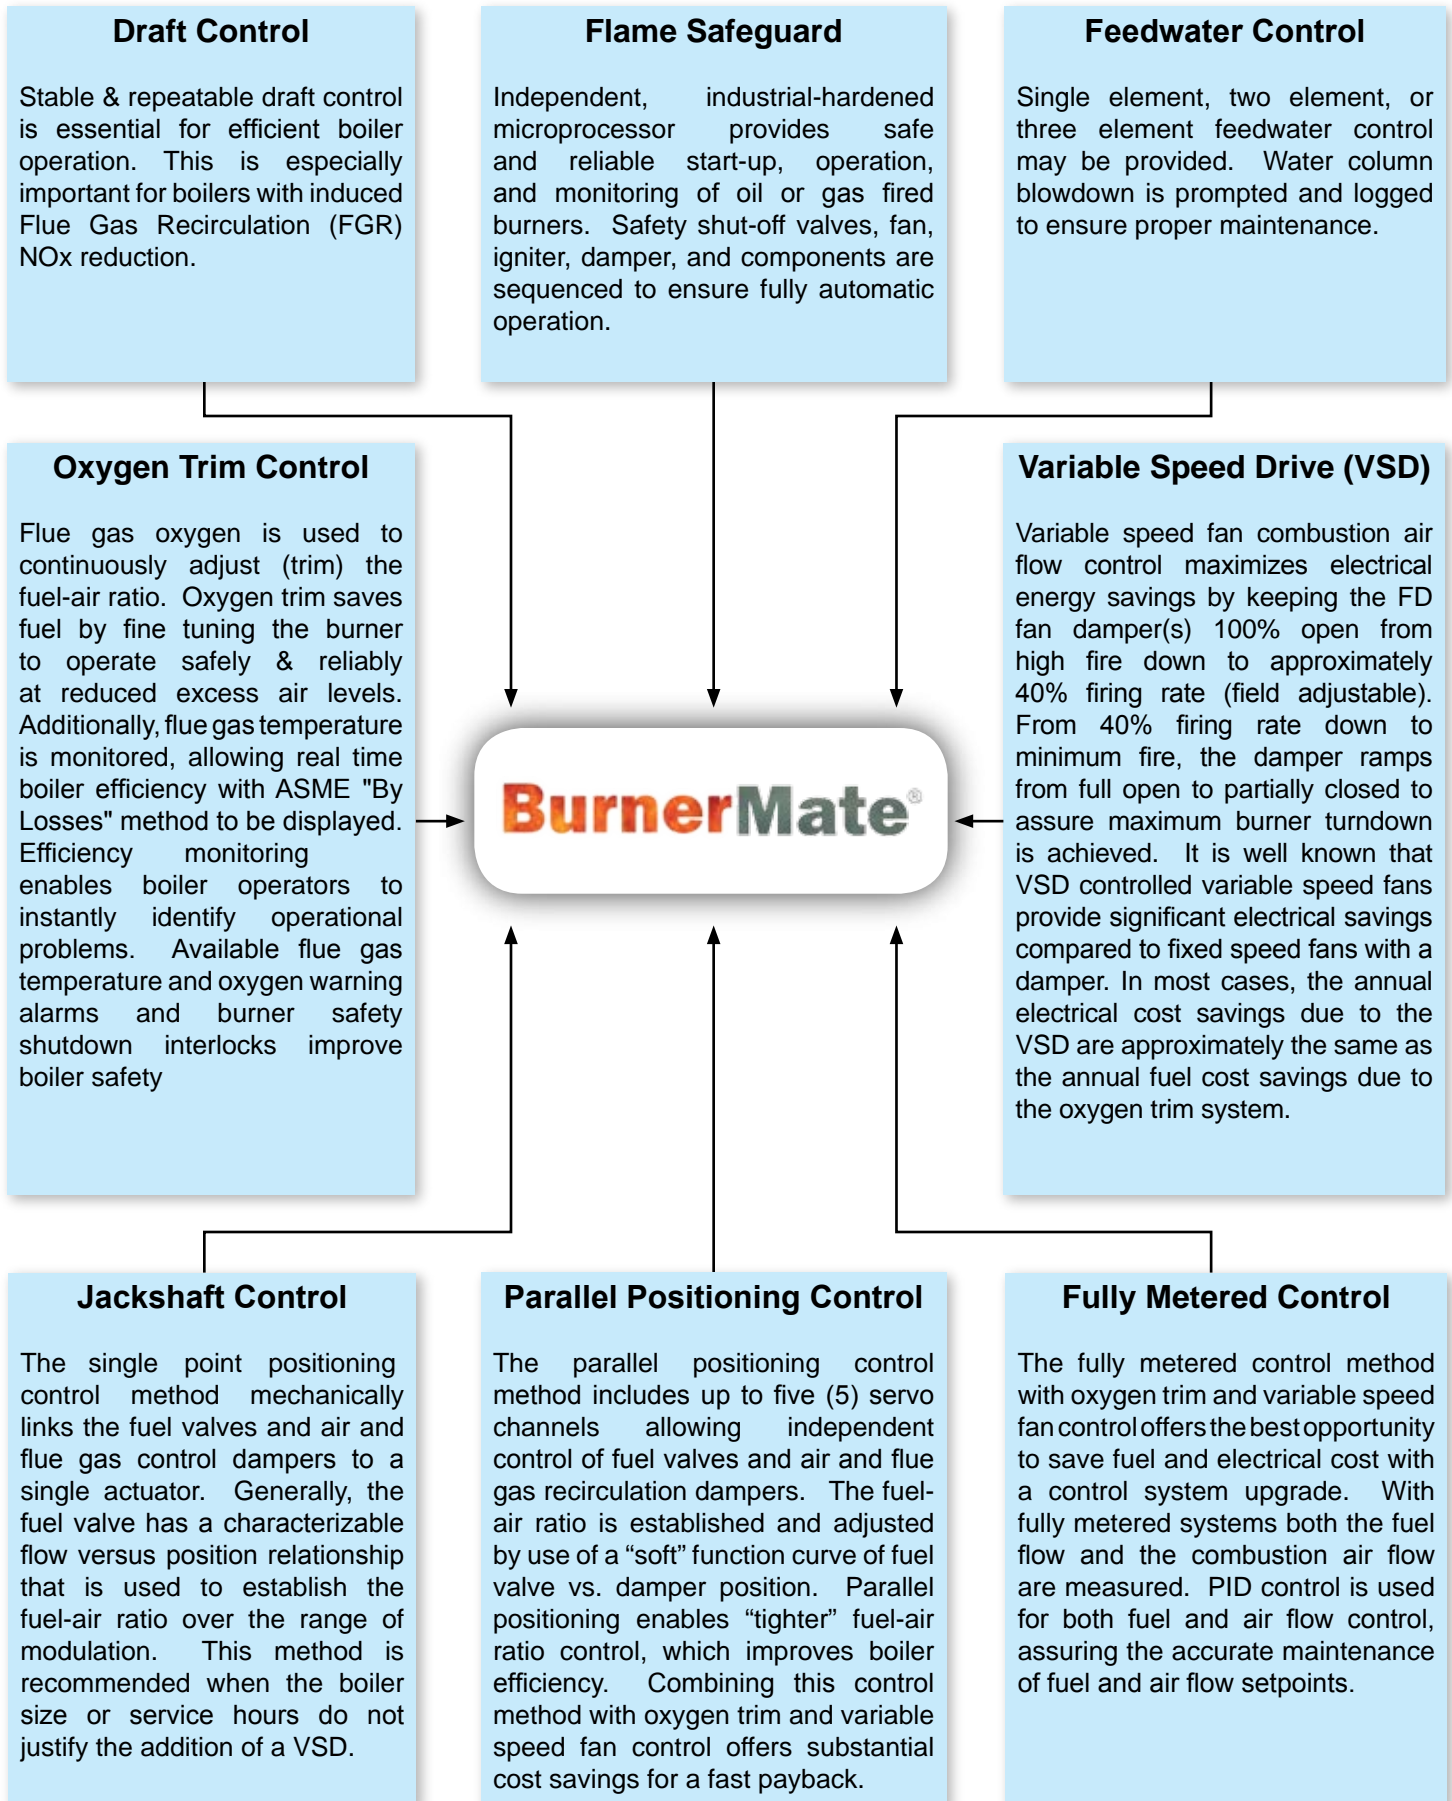 Draft Control
Stable & repeatable draft control
is essential for efficient boiler
operation. This is especially
important for boilers with induced
Flue Gas Recirculation (FGR)
NOx reduction.
Flame Safeguard
Independent, industrial-hardened
microprocessor provides safe
and reliable start-up, operation,
and monitoring of oil or gas fired
burners. Safety shut-off valves, fan,
igniter, damper, and components are
sequenced to ensure fully automatic
operation.
Feedwater Control
Single element, two element, or
three element feedwater control
may be provided. Water column
blowdown is prompted and logged
to ensure proper maintenance.
Oxygen Trim Control
Flue gas oxygen is used to
continuously adjust (trim) the
fuel-air ratio. Oxygen trim saves
fuel by fine tuning the burner
to operate safely & reliably
at reduced excess air levels.
Additionally, flue gas temperature
is monitored, allowing real time
boiler efficiency with ASME "By
Losses" method to be displayed.
Efficiency monitoring
enables boiler operators to
instantly identify operational
problems. Available flue gas
temperature and oxygen warning
alarms and burner safety
shutdown interlocks improve
boiler safety
BurnerMate®
Variable Speed Drive (VSD)
Variable speed fan combustion air
flow control maximizes electrical
energy savings by keeping the FD
fan damper(s) 100% open from
high fire down to approximately
40% firing rate (field adjustable).
From 40% firing rate down to
minimum fire, the damper ramps
from full open to partially closed to
assure maximum burner turndown
is achieved. It is well known that
VSD controlled variable speed fans
provide significant electrical savings
compared to fixed speed fans with a
damper. In most cases, the annual
electrical cost savings due to the
VSD are approximately the same as
the annual fuel cost savings due to
the oxygen trim system.
Jackshaft Control
The single point positioning
control method mechanically
links the fuel valves and air and
flue gas control dampers to a
single actuator. Generally, the
fuel valve has a characterizable
flow versus position relationship
that is used to establish the
fuel-air ratio over the range of
modulation. This method is
recommended when the boiler
size or service hours do not
justify the addition of a VSD.
Parallel Positioning Control
The parallel positioning control
method includes up to five (5) servo
channels allowing independent
control of fuel valves and air and flue
gas recirculation dampers. The fuel-
air ratio is established and adjusted
by use of a “soft” function curve of fuel
valve vs. damper position. Parallel
positioning enables “tighter” fuel-air
ratio control, which improves boiler
efficiency. Combining this control
method with oxygen trim and variable
speed fan control offers substantial
cost savings for a fast payback.
Fully Metered Control
The fully metered control method
with oxygen trim and variable speed
fan control offers the best opportunity
to save fuel and electrical cost with
a control system upgrade. With
fully metered systems both the fuel
flow and the combustion air flow
are measured. PID control is used
for both fuel and air flow control,
assuring the accurate maintenance
of fuel and air flow setpoints.